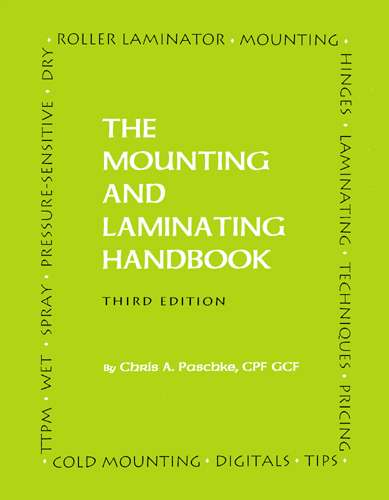 ROLLER LAMINATOR ♦ MOUNTING ♦
HINGES ♦ LAMINATING ♦ TECHNIQUES ♦ PRICING
♦ COLD MOUNTING ♦ DIGITALS ♦ TIPS ♦
TTPM ♦ WET ♦ SPRAY ♦ PRESSURE-SENSITIVE ♦ DRY ♦
THE
MOUNTING
AND
LAMINATING
HANDBOOK
THIRD EDITION
By Chris A. Paschke, CPF GCF